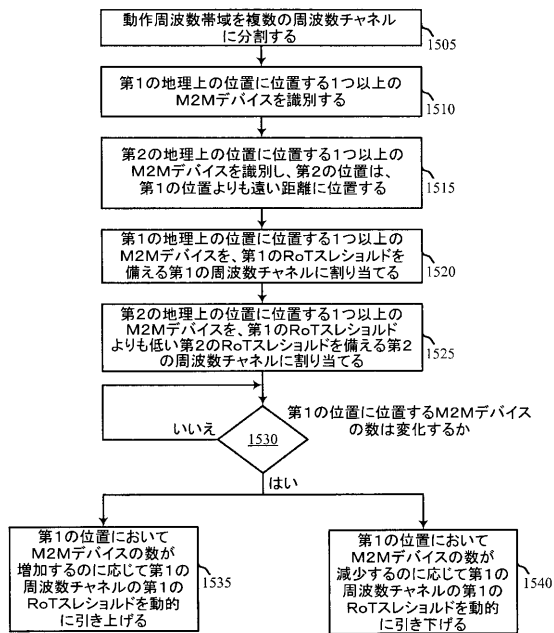 動作周波数帯域を複数の周波数チャネル
に分割する
1505
第1の地理上の位置に位置する1つ以上の
M2Mデバイスを識別する
1510
第2の地理上の位置に位置する1つ以上の
M2Mデバイスを識別し、第2の位置は、
第1の位置よりも遠い距離に位置する
1515
第1の地理上の位置に位置する1つ以上の
M2Mデバイスを、第1のRoTスレショルドを
備える第1の周波数チャネルに割り当てる
1520
第2の地理上の位置に位置する1つ以上の
M2Mデバイスを、第1のRoTスレショルド
よりも低い第2のRoTスレショルドを備える第2
の周波数チャネルに割り当てる
1525
第1の位置に位置するM2Mデバイス
の数は変化するか
いいえ
1530
はい
第1の位置において
M2Mデバイスの数が
増加するのに応じて第1の
周波数チャネルの第1の
RoTスレショルドを動的
に引き上げる
1535
第1の位置において
M2Mデバイスの数が
減少するのに応じて第1の
周波数チャネルの第1の
RoTスレショルドを動的
に引き下げる
1540